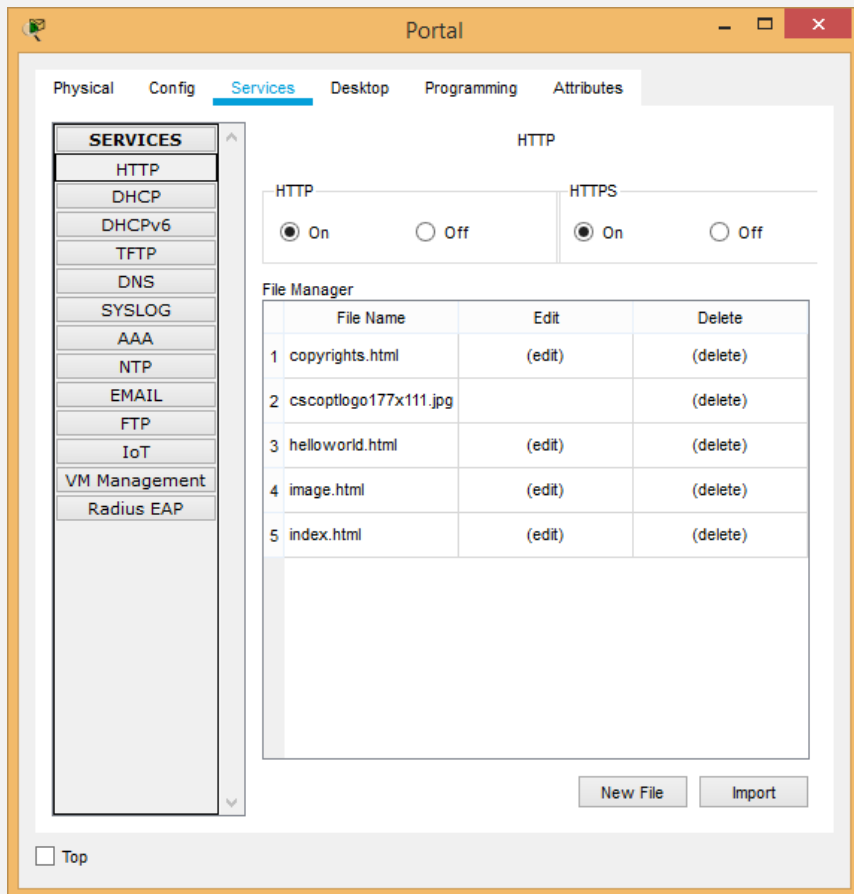 Portal
Physical Config Services Desktop Programming Attributes
SERVICES
HTTP
DHCP
DHCPv6
TFTP
DNS
SYSLOG
AAA
NTP
EMAIL
FTP
IoT
VM Management
Radius EAP
HTTP
HTTP
On Off
HTTPS
On Off
File Manager
File Name Edit Delete
1 copyrights.html (edit) (delete)
2 cscoptlogo177x111.jpg (delete)
3 helloworld.html (edit) (delete)
4 image.html (edit) (delete)
5 index.html (edit) (delete)
New File Import
Top